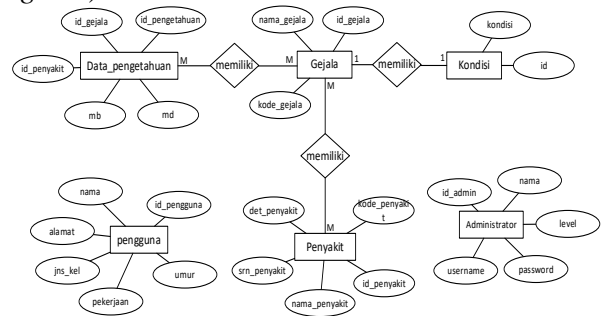 id_gejala
id_pengetahuan
nama_gejala
id_gejala
kondisi
id_penyakit
Data_pengetahuan
M
memiliki
M
Gejala
1
memiliki
1
Kondisi
id
mb
md
kode_gejala
M
memiliki
nama
id_pengguna
alamat
pengguna
jns_kel
umur
pekerjaan
det_penyakit
kode_penyaki
t
M
Penyakit
srn_penyakit
id_penyakit
nama_penyakit
id_admin
nama
Administrator
level
username
password